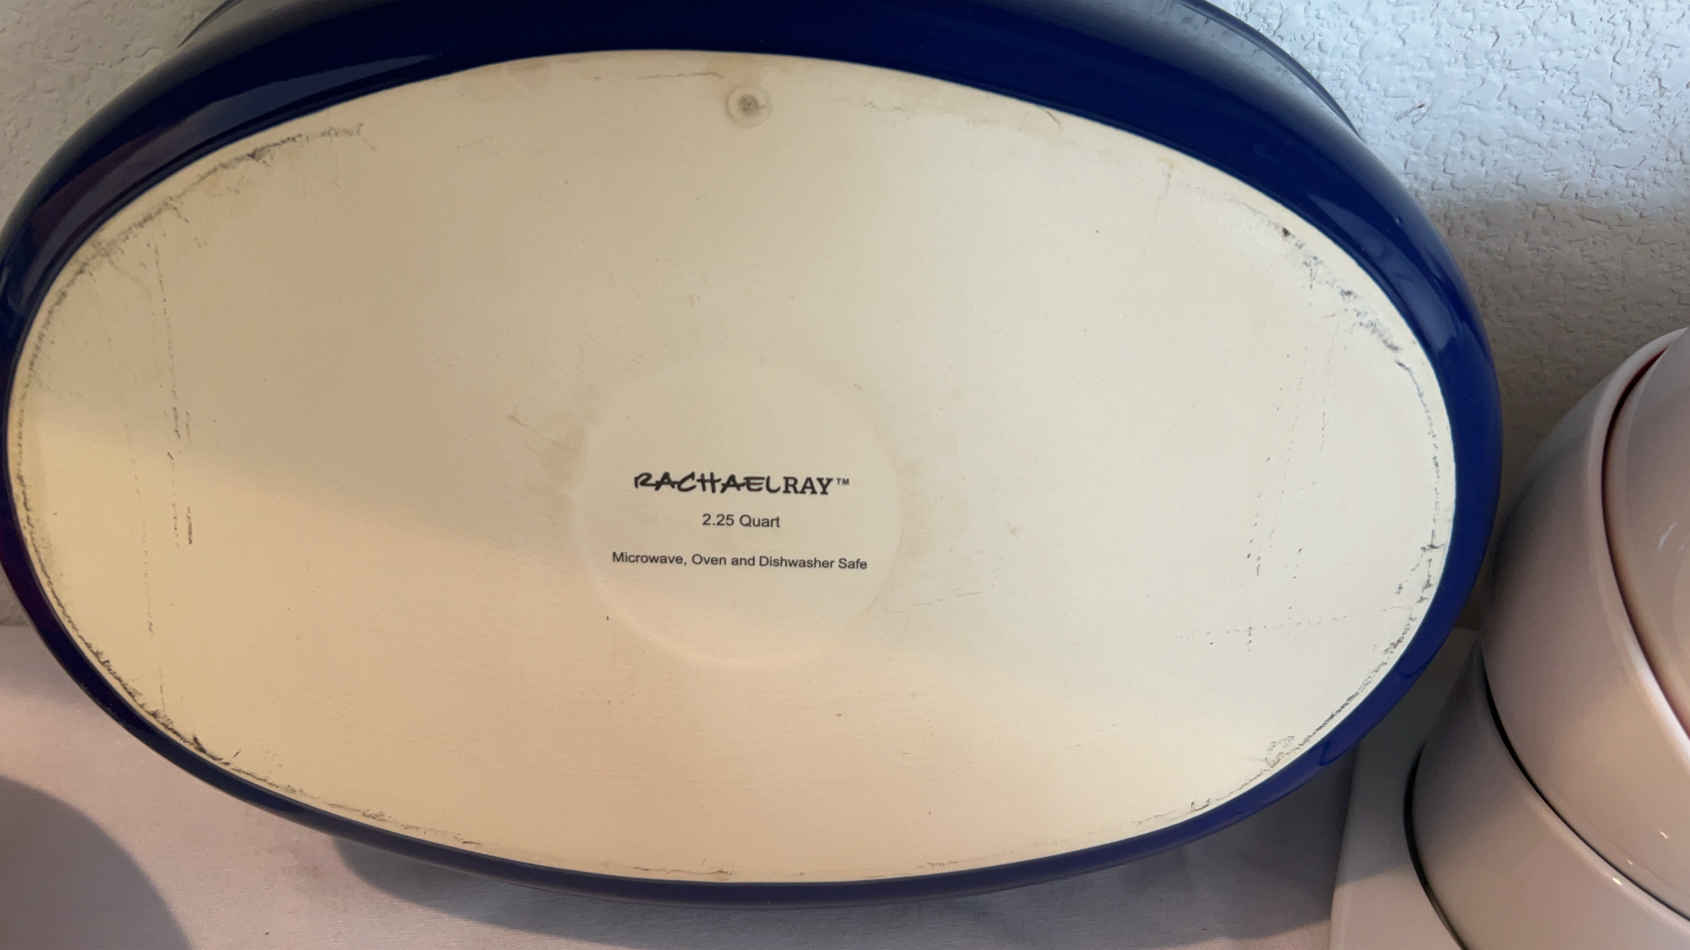 RACHAELRAY™
2.25 Quart
Microwave, Oven and Dishwasher Safe